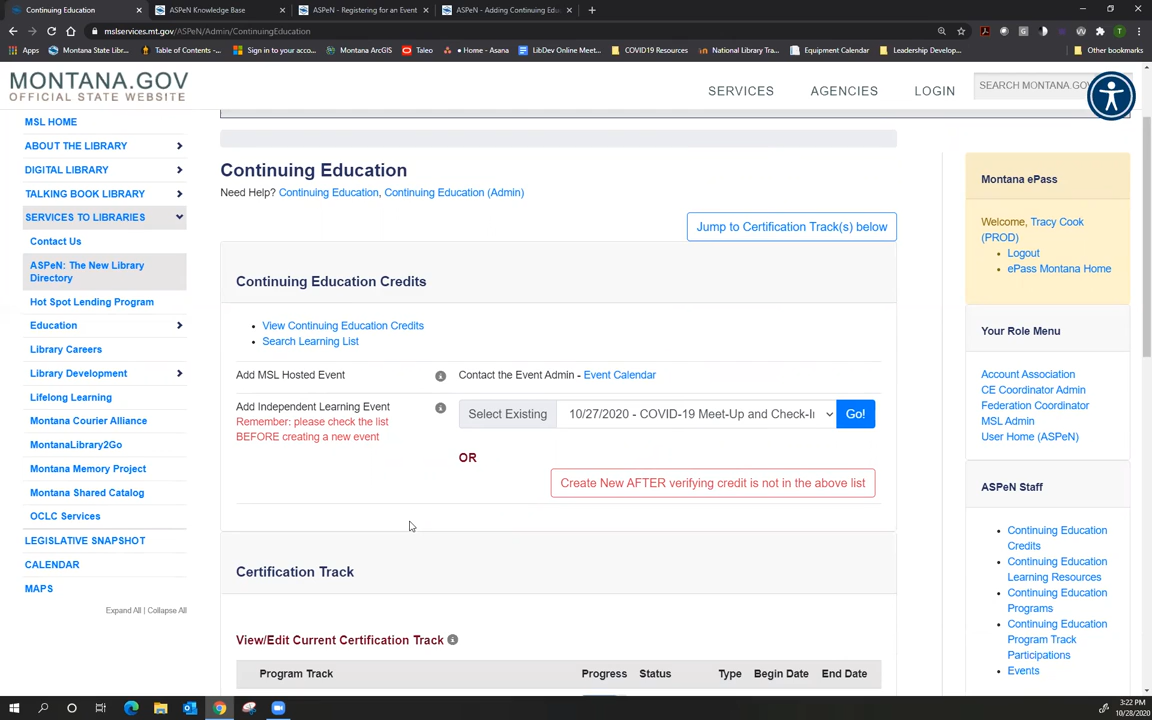 Continuing Education
ASPeN Knowledge Base
ASPeN - Registering for an Event
ASPeN - Adding Continuing Edu
mslservices.mt.gov/ASPeN/Admin/ContinuingEducation
Apps
Montana State Libr...
Table of Contents -...
Sign in to your acco...
Montana ArcGIS
Taleo
Home - Asana
LibDev Online Meet...
COVID19 Resources
National Library Tra...
Equipment Calendar
Leadership Develop...
Other bookmarks
MONTANA.GOV
OFFICIAL STATE WEBSITE
SERVICES
AGENCIES
LOGIN
SEARCH MONTANA.GOV
MSL HOME
ABOUT THE LIBRARY
DIGITAL LIBRARY
TALKING BOOK LIBRARY
SERVICES TO LIBRARIES
Contact Us
ASPeN: The New Library
Directory
Hot Spot Lending Program
Education
Library Careers
Library Development
Lifelong Learning
Montana Courier Alliance
MontanaLibrary2Go
Montana Memory Project
Montana Shared Catalog
OCLC Services
LEGISLATIVE SNAPSHOT
CALENDAR
MAPS
Expand All | Collapse All
Continuing Education
Need Help? Continuing Education, Continuing Education (Admin)
Jump to Certification Track(s) below
Continuing Education Credits
View Continuing Education Credits
Search Learning List
Add MSL Hosted Event
Contact the Event Admin - Event Calendar
Add Independent Learning Event
Remember: please check the list
BEFORE creating a new event
Select Existing
10/27/2020 - COVID-19 Meet-Up and Check-In
Go!
OR
Create New AFTER verifying credit is not in the above list
Certification Track
View/Edit Current Certification Track
Program Track Progress Status Type Begin Date End Date
Montana ePass
Welcome, Tracy Cook
(PROD)
Logout
ePass Montana Home
Your Role Menu
Account Association
CE Coordinator Admin
Federation Coordinator
MSL Admin
User Home (ASPeN)
ASPeN Staff
Continuing Education
Credits
Continuing Education
Learning Resources
Continuing Education
Programs
Continuing Education
Program Track
Participations
Events
3:22 PM
10/28/2020